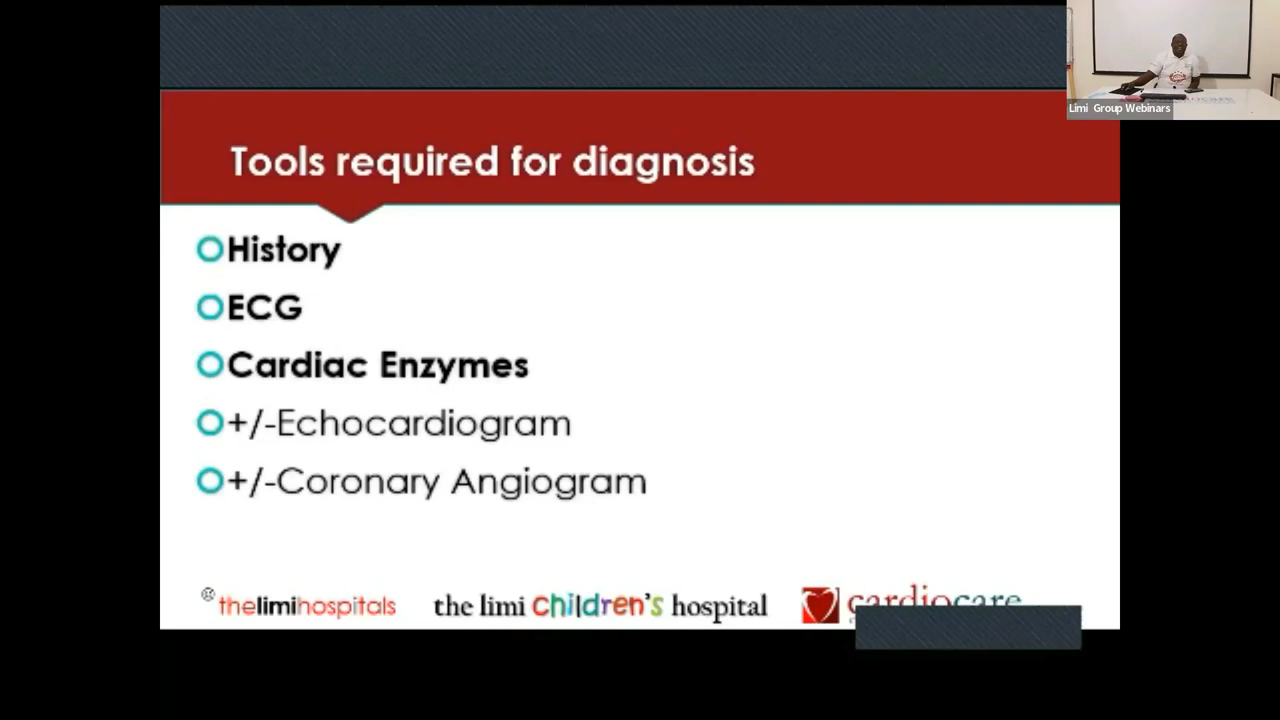 Limi Group Webinars
Tools required for diagnosis
History
ECG
Cardiac Enzymes
+/-Echocardiogram
+/-Coronary Angiogram
thelimihospitals
the limi children's hospital
cardiocare